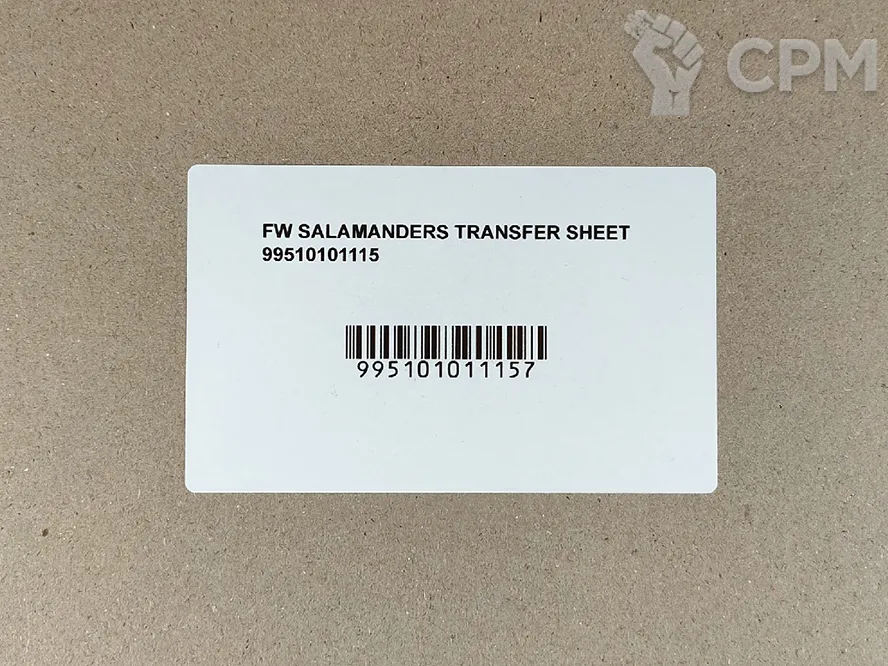 CPM
FW SALAMANDERS TRANSFER SHEET
99510101115
995101011157